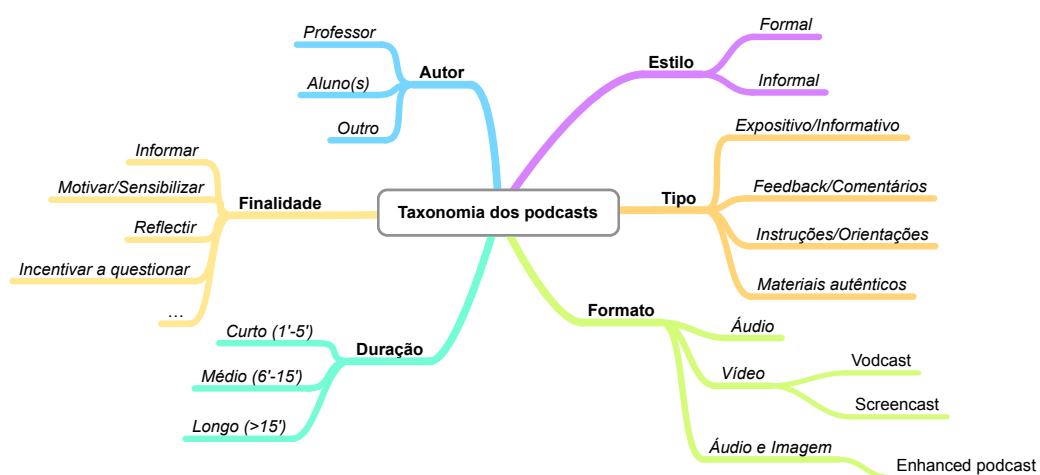 Taxonomia dos podcasts
Autor
Professor
Aluno(s)
Outro
Finalidade
Informar
Motivar/Sensibilizar
Reflectir
Incentivar a questionar
...
Duração
Curto (1'-5')
Médio (6'-15')
Longo (>15')
Estilo
Formal
Informal
Tipo
Expositivo/Informativo
Feedback/Comentários
Instruções/Orientações
Materiais autênticos
Formato
Áudio
Vídeo
Vodcast
Screencast
Áudio e Imagem
Enhanced podcast